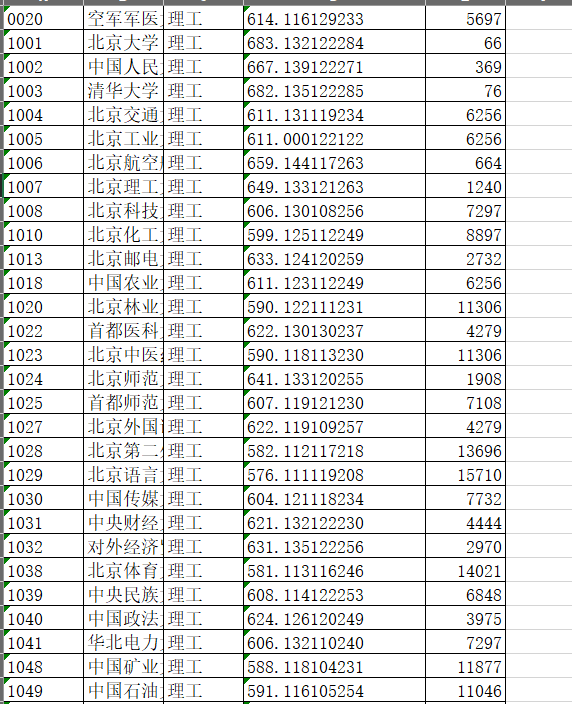 0020 空军军医 理工 614.116129233 5697
1001 北京大学 理工 683.132122284 66
1002 中国人民 理工 667.139122271 369
1003 清华大学 理工 682.135122285 76
1004 北京交通 理工 611.131119234 6256
1005 北京工业 理工 611.000122122 6256
1006 北京航空 理工 659.144117263 664
1007 北京理工 理工 649.133121263 1240
1008 北京科技 理工 606.130108256 7297
1010 北京化工 理工 599.125112249 8897
1013 北京邮电 理工 633.124120259 2732
1018 中国农业 理工 611.123112249 6256
1020 北京林业 理工 590.122111231 11306
1022 首都医科 理工 622.130130237 4279
1023 北京中医 理工 590.118113230 11306
1024 北京师范 理工 641.133120255 1908
1025 首都师范 理工 607.119121230 7108
1027 北京外国 理工 622.119109257 4279
1028 北京第二 理工 582.112117218 13696
1029 北京语言 理工 576.111119208 15710
1030 中国传媒 理工 604.121118234 7732
1031 中央财经 理工 621.132122230 4444
1032 对外经济 理工 631.135122256 2970
1038 北京体育 理工 581.113116246 14021
1039 中央民族 理工 608.114122253 6848
1040 中国政法 理工 624.126120249 3975
1041 华北电力 理工 606.132110240 7297
1048 中国矿业 理工 588.118104231 11877
1049 中国石油 理工 591.116105254 11046